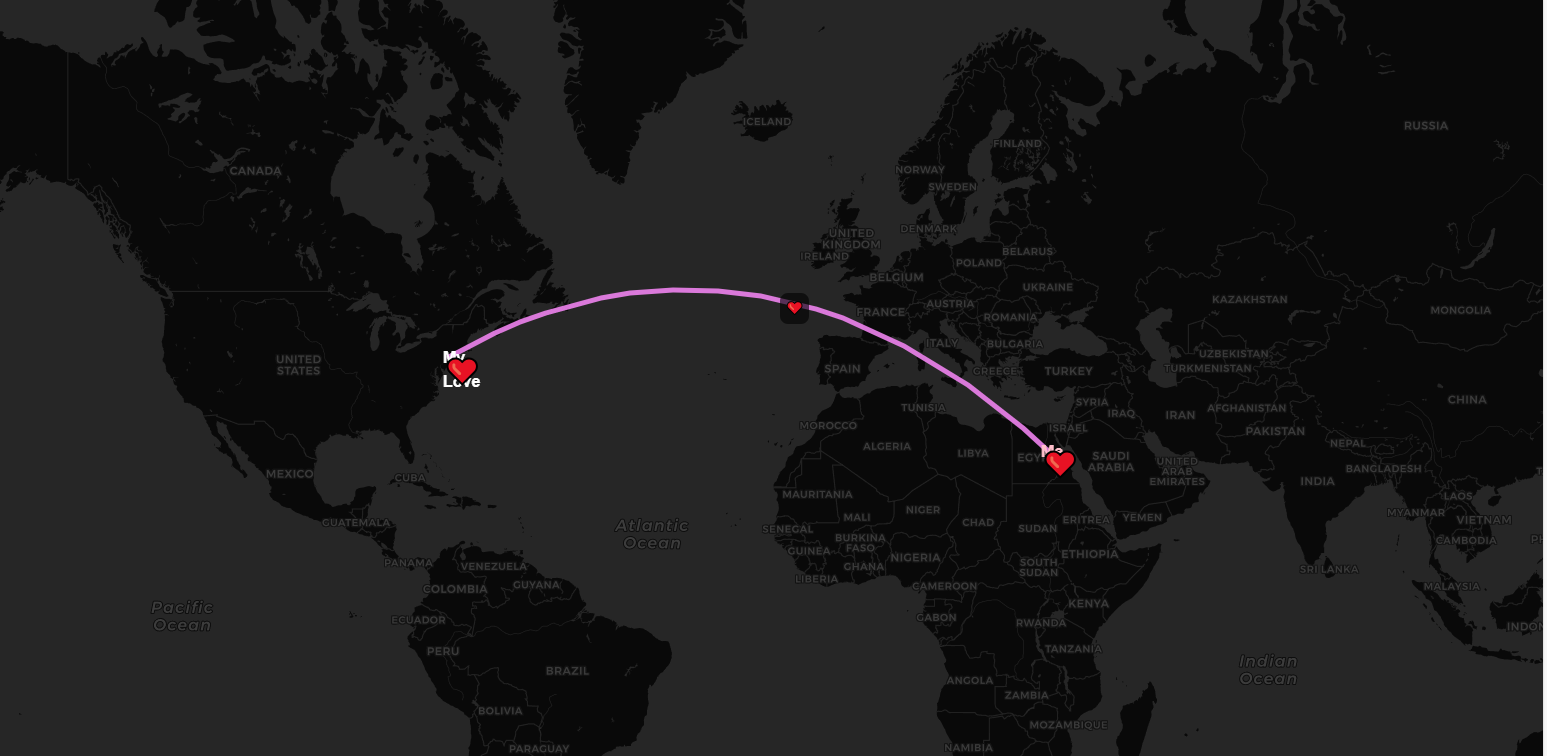 ICELAND
RUSSIA
FINLAND
CANADA
NORWAY
SWEDEN
UNITED
KINGDOM
DENMARK
IRELAND
BELARUS
POLAND
BELGIUM
UKRAINE
KAZAKHSTAN
AUSTRIA
FRANCE
ROMANIA
MONGOLIA
ITALY
BULGARIA
UZBEKISTAN
My
Love
UNITED
STATES
SPAIN
GREECE
TURKEY
TURKMENISTAN
SYRIA
IRAQ
IRAN
AFGHANISTAN
CHINA
TUNISIA
MOROCCO
ISRAEL
PAKISTAN
ALGERIA
LIBYA
Me
SAUDI
ARABIA
NEPAL
UNITED
ARAB
EMIRATES
BANGLADESH
MEXICO
CUBA
INDIA
MAURITANIA
LAOS
GUATEMALA
Atlantic
Ocean
MALI
NIGER
CHAD
SUDAN
ERITREA
YEMEN
MYANMAR
VIETNAM
SENEGAL
BURKINA
FASO
CAMBODIA
GUINEA
GHANA
NIGERIA
ETHIOPIA
PANAMA
VENEZUELA
SOUTH
SUDAN
SRI LANKA
LIBERIA
COLOMBIA
GUYANA
CAMEROON
MALAYSIA
Pacific
Ocean
ECUADOR
GABON
KENYA
RWANDA
PERU
TANZANIA
BRAZIL
Indian
Ocean
ANGOLA
ZAMBIA
BOLIVIA
MOZAMBIQUE
PARAGUAY
NAMIBIA